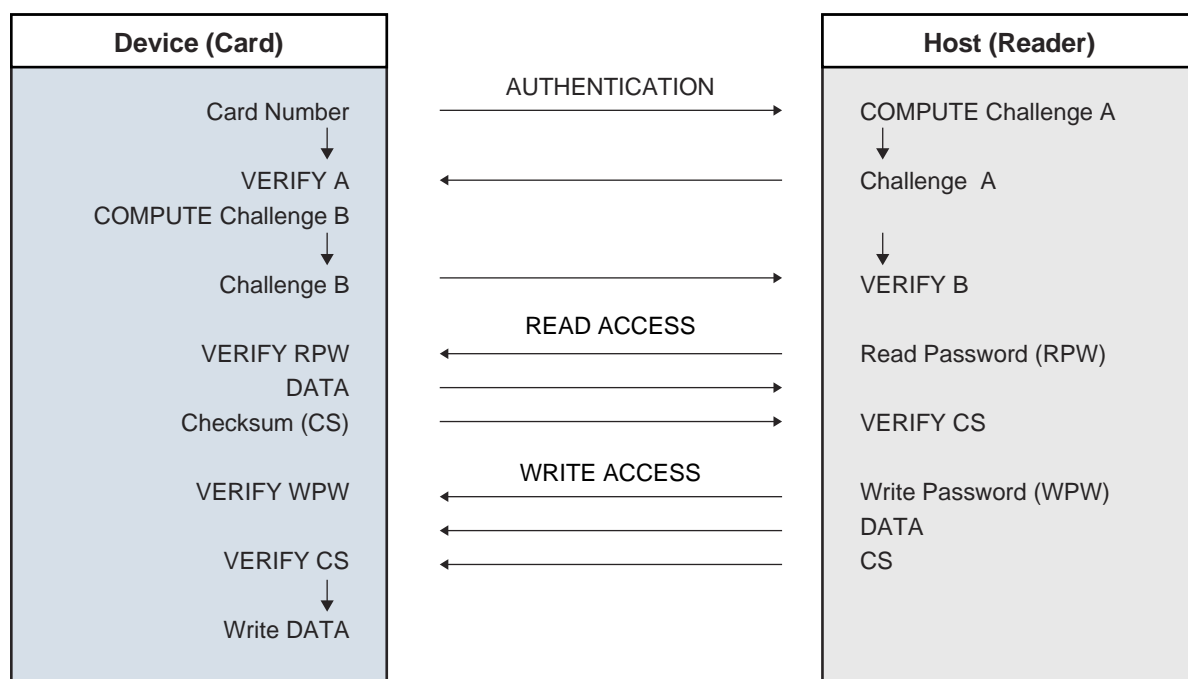 Device (Card) Host (Reader)
AUTHENTICATION
Card Number COMPUTE Challenge A
VERIFY A Challenge A
COMPUTE Challenge B
Challenge B VERIFY B
READ ACCESS
VERIFY RPW Read Password (RPW)
DATA
Checksum (CS) VERIFY CS
WRITE ACCESS
VERIFY WPW Write Password (WPW)
DATA
VERIFY CS CS
Write DATA